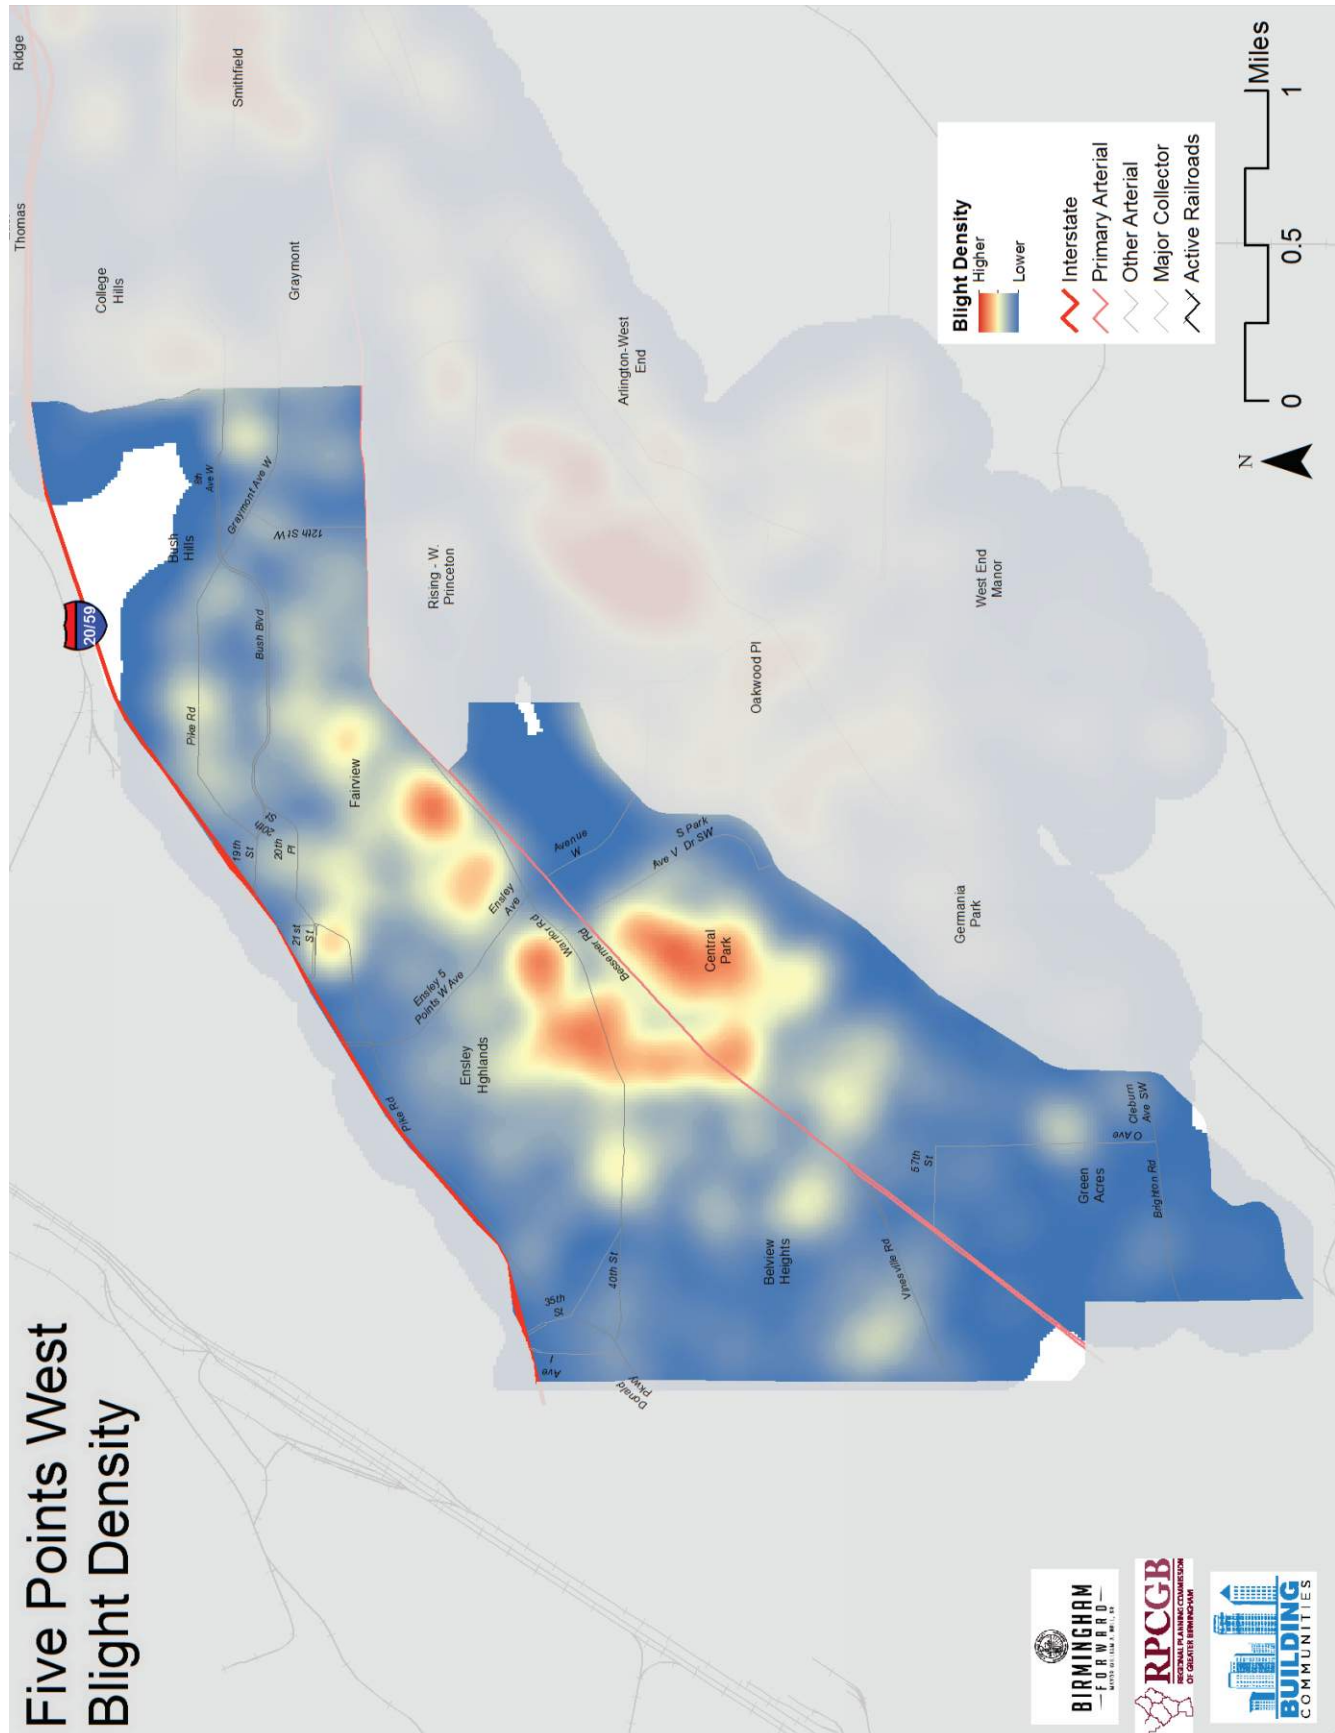 Five Points West
Blight Density
Ridge
Thomas
Smithfield
College
Hills
Graymont
20/59
Bush
Hills
8th
Ave W
Graymont Ave W
12th St W
Pike Rd
Bush Blvd
Fairview
19th
St
20th
St
20th
Pl
21st
St
Rising - W.
Princeton
Arlington-West
End
Oakwood Pl
West End
Manor
Germania
Park
Avenue
W
S Park
Ave V Dr SW
Ensley
Ave
Warrior Rd
Bessemer Rd
Central
Park
Ensley 5
Points W Ave
Ensley
Hghlands
Pike Rd
40th St
35th
St
Ave
I
Donald
Pkwy
Belview
Heights
Vinesville Rd
57th
St
Green
Acres
O Ave
Cleburn
Ave SW
Brighton Rd
Blight Density
Higher
Lower
Interstate
Primary Arterial
Other Arterial
Major Collector
Active Railroads
N
0 0.5 1
Miles
BIRMINGHAM
FORWARD
RPCGB
REGIONAL PLANNING COMMISSION
OF GREATER BIRMINGHAM
BUILDING
COMMUNITIES